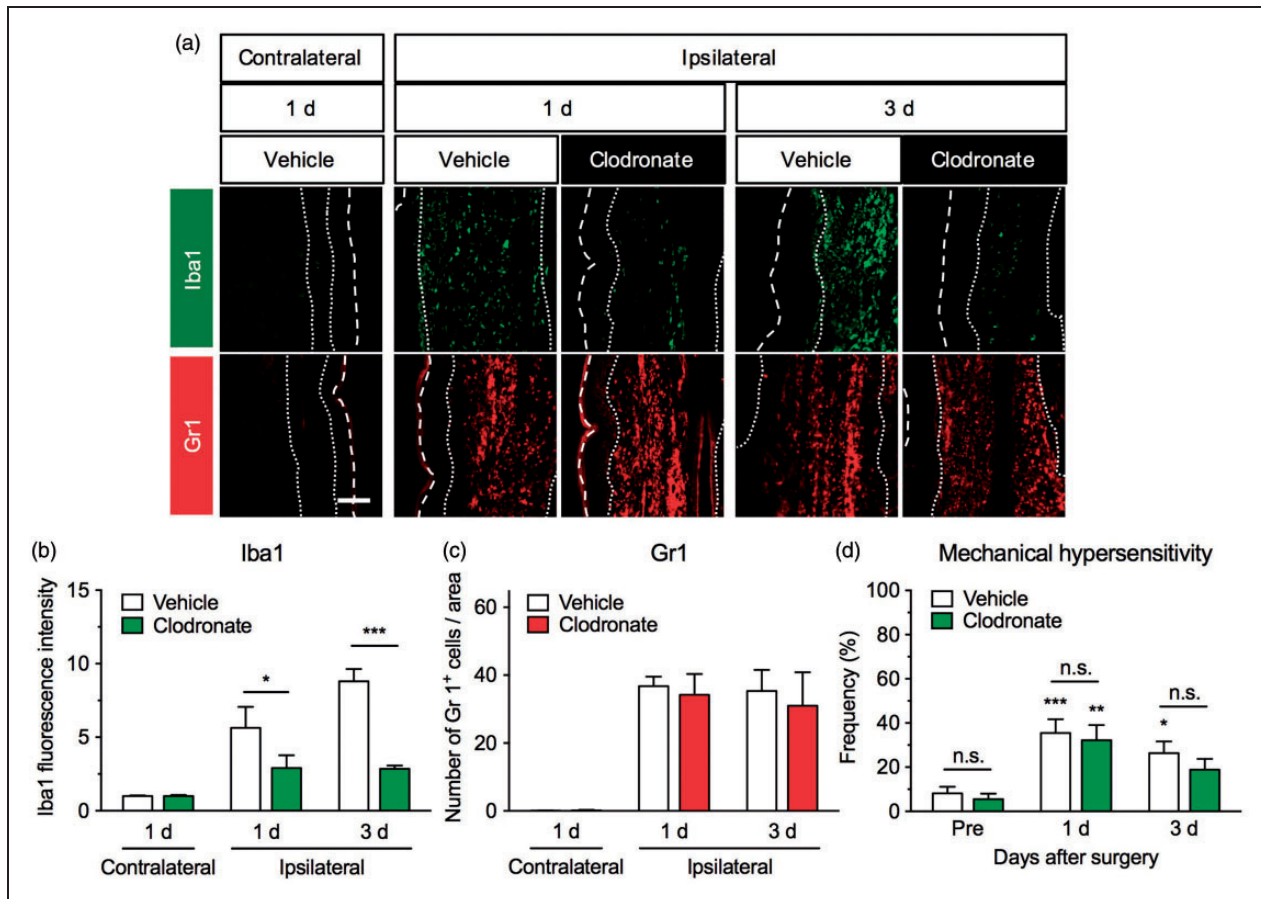 (a)
Contralateral Ipsilateral
1 d 1 d 3 d
Vehicle Vehicle Clodronate Vehicle Clodronate
Iba1
Gr1
(b) Iba1
Iba1 fluorescence intensity
15
10
5
0
Vehicle
Clodronate
*
***
1 d 1 d 3 d
Contralateral Ipsilateral
(c) Gr1
Number of Gr 1⁺ cells / area
60
40
20
0
Vehicle
Clodronate
1 d 1 d 3 d
Contralateral Ipsilateral
(d) Mechanical hypersensitivity
Frequency (%)
100
80
60
40
20
0
Vehicle
Clodronate
n.s. n.s. n.s.
*** ** *
Pre 1 d 3 d
Days after surgery